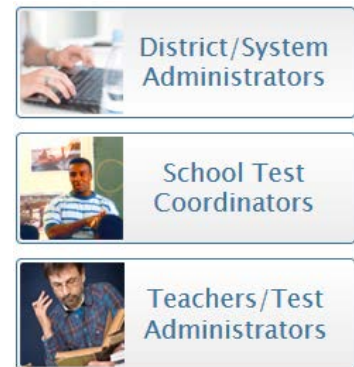 District/System
Administrators
School Test
Coordinators
Teachers/Test
Administrators